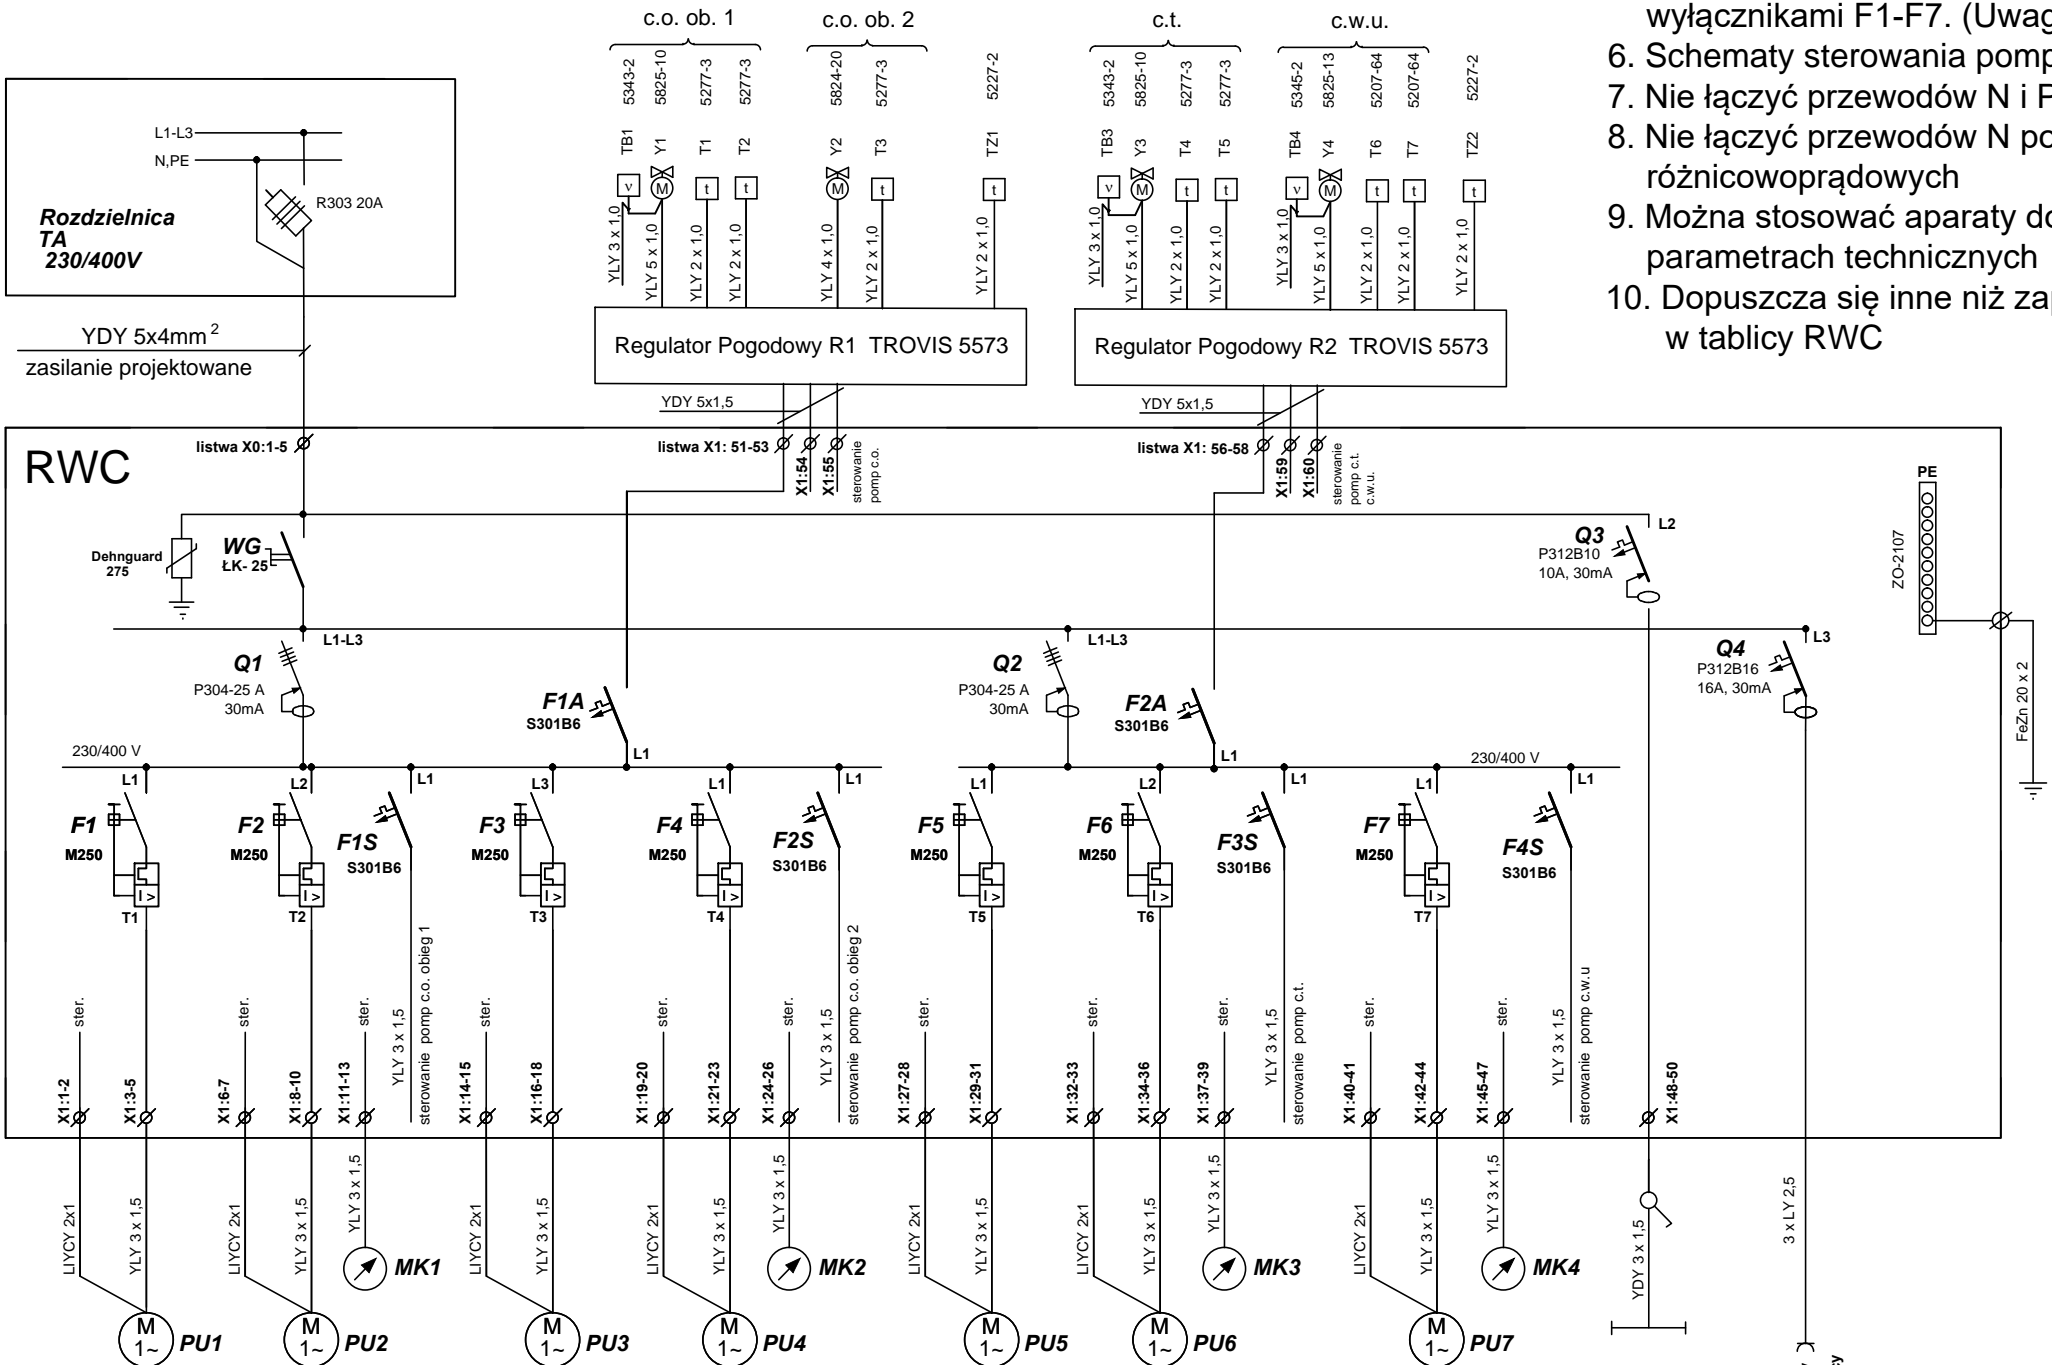 c.o. ob. 1
c.o. ob. 2
c.t.
c.w.u.
wyłącznikami F1-F7.
6. Schematy sterowania
7. Nie łączyć przewodów N i
8. Nie łączyć przewodów N
różnicowoprądowych
9. Można stosować aparaty
parametrach technicznych
10. Dopuszcza się inne niż
w tablicy RWC
5343-2
5825-10
5277-3
5277-3
5824-20
5277-3
5227-2
5343-2
5825-10
5277-3
5277-3
5345-2
5825-13
5207-64
5207-64
5227-2
TB1
Y1
T1
T2
Y2
T3
TZ1
TB3
Y3
T4
T5
TB4
Y4
T6
T7
TZ2
v
M
t
t
M
t
t
v
M
t
t
v
M
t
t
t
YLY 3 x 1,0
YLY 5 x 1,0
YLY 2 x 1,0
YLY 2 x 1,0
YLY 4 x 1,0
YLY 2 x 1,0
YLY 2 x 1,0
YLY 3 x 1,0
YLY 5 x 1,0
YLY 2 x 1,0
YLY 2 x 1,0
YLY 3 x 1,0
YLY 5 x 1,0
YLY 2 x 1,0
YLY 2 x 1,0
YLY 2 x 1,0
L1-L3
N,PE
R303 20A
Rozdzielnica
TA
230/400V
YDY 5x4mm²
zasilanie projektowane
Regulator Pogodowy R1 TROVIS 5573
Regulator Pogodowy R2 TROVIS 5573
YDY 5x1,5
YDY 5x1,5
RWC
listwa X0:1-5
listwa X1: 51-53
X1:54
X1:55
sterowanie
pomp c.o.
listwa X1: 56-58
X1:59
X1:60
sterowanie
pomp c.t.
c.w.u.
PE
ZO-2107
FeZn 20 x 2
Dehnguard
275
WG
ŁK- 25
Q3
P312B10
10A, 30mA
L2
L1-L3
Q1
P304-25 A
30mA
F1A
S301B6
L1
L1-L3
Q2
P304-25 A
30mA
F2A
S301B6
L1
Q4
P312B16
16A, 30mA
L3
230/400 V
230/400 V
L1
L2
L1
L3
L1
L1
L1
L2
L1
L1
L1
F1
M250
I >
T1
F2
M250
I >
T2
F1S
S301B6
F3
M250
I >
T3
F4
M250
I >
T4
F2S
S301B6
F5
M250
I >
T5
F6
M250
I >
T6
F3S
S301B6
F7
M250
I >
T7
F4S
S301B6
ster.
ster.
ster.
YLY 3 x 1,5
sterowanie pomp c.o. obieg 1
ster.
ster.
ster.
YLY 3 x 1,5
sterowanie pomp c.o. obieg 2
ster.
ster.
ster.
YLY 3 x 1,5
sterowanie pomp c.t.
ster.
ster.
YLY 3 x 1,5
sterowanie pomp c.w.u
X1:1-2
X1:3-5
X1:6-7
X1:8-10
X1:11-13
X1:14-15
X1:16-18
X1:19-20
X1:21-23
X1:24-26
X1:27-28
X1:29-31
X1:32-33
X1:34-36
X1:37-39
X1:40-41
X1:42-44
X1:45-47
X1:48-50
LIYCY 2x1
YLY 3 x 1,5
LIYCY 2x1
YLY 3 x 1,5
YLY 3 x 1,5
LIYCY 2x1
YLY 3 x 1,5
LIYCY 2x1
YLY 3 x 1,5
YLY 3 x 1,5
LIYCY 2x1
YLY 3 x 1,5
LIYCY 2x1
YLY 3 x 1,5
YLY 3 x 1,5
LIYCY 2x1
YLY 3 x 1,5
YLY 3 x 1,5
YDY 3 x 1,5
3 x LY 2,5
MK1
MK2
MK3
MK4
M
1~
PU1
M
1~
PU2
M
1~
PU3
M
1~
PU4
M
1~
PU5
M
1~
PU6
M
1~
PU7